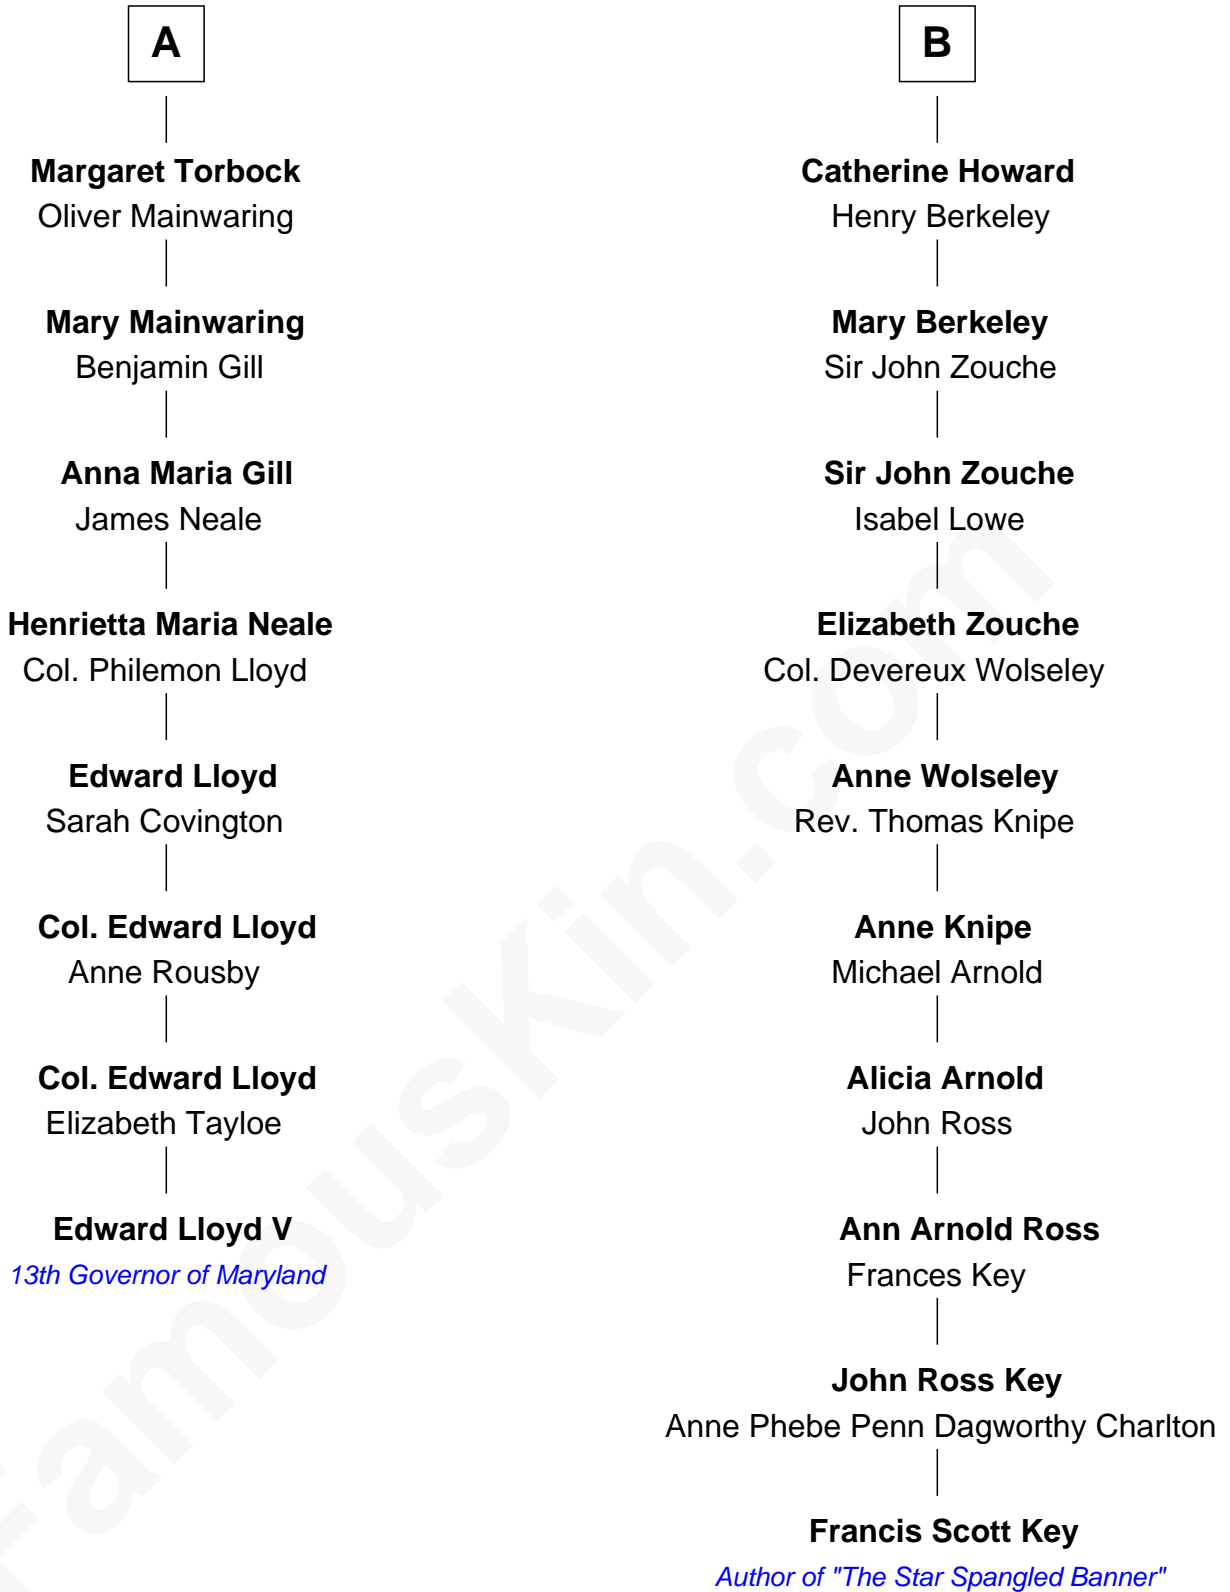 A
Margaret Torbock
Oliver Mainwaring
Mary Mainwaring
Benjamin Gill
Anna Maria Gill
James Neale
Henrietta Maria Neale
Col. Philemon Lloyd
Edward Lloyd
Sarah Covington
Col. Edward Lloyd
Anne Rousby
Col. Edward Lloyd
Elizabeth Tayloe
Edward Lloyd V
13th Governor of Maryland
B
Catherine Howard
Henry Berkeley
Mary Berkeley
Sir John Zouche
Sir John Zouche
Isabel Lowe
Elizabeth Zouche
Col. Devereux Wolseley
Anne Wolseley
Rev. Thomas Knipe
Anne Knipe
Michael Arnold
Alicia Arnold
John Ross
Ann Arnold Ross
Frances Key
John Ross Key
Anne Phebe Penn Dagworthy Charlton
Francis Scott Key
Author of "The Star Spangled Banner"
FamousKin.com